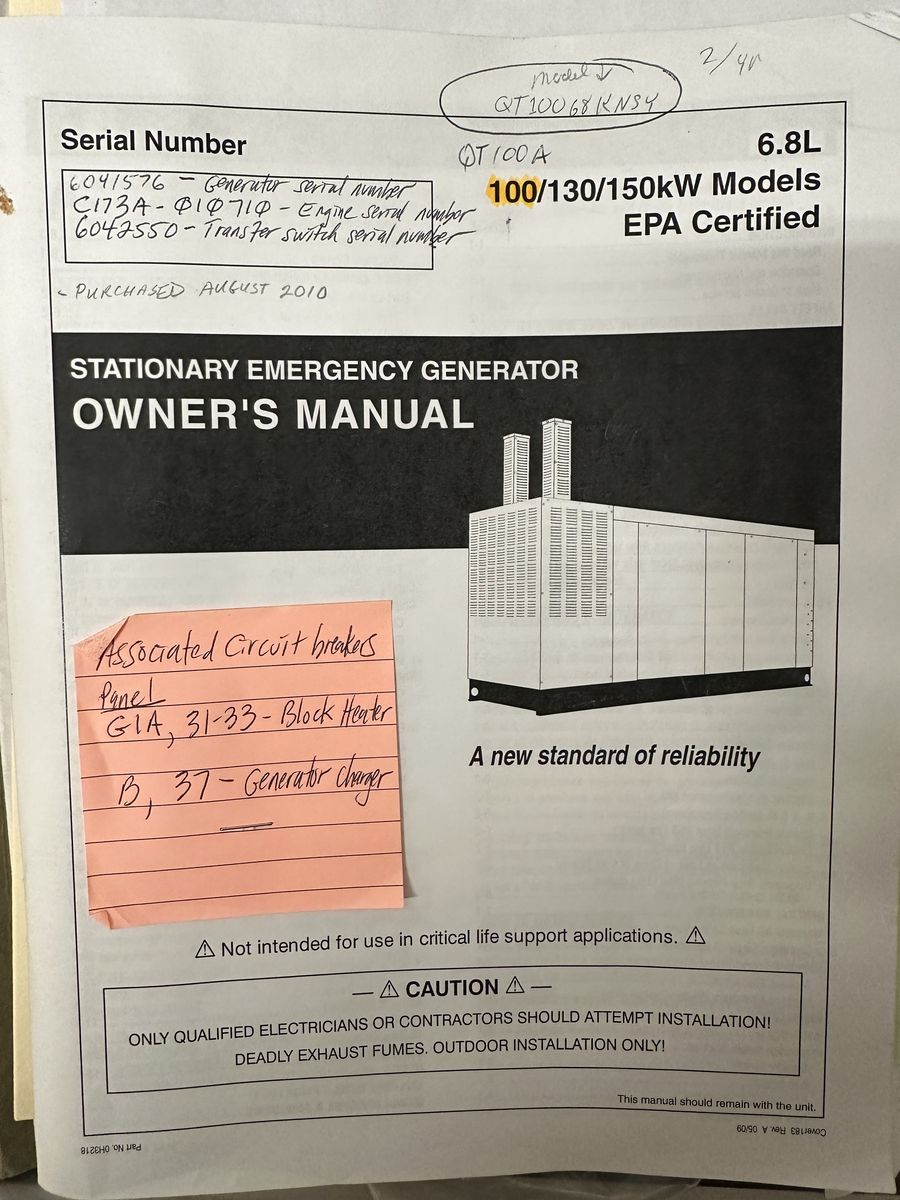 2/yr
Model ↓
QT10068KNSY
Serial Number
QT100A
6.8L
100/130/150kW Models
EPA Certified
6041576 - Generator serial number
C173A-010710 - Engine serial number
6042550 - Transfer switch serial number
- PURCHASED AUGUST 2010
STATIONARY EMERGENCY GENERATOR
OWNER'S MANUAL
Associated Circuit breakers
Panel
G1A, 31-33 - Block Heater
B, 37 - Generator charger
A new standard of reliability
⚠ Not intended for use in critical life support applications. ⚠
— ⚠ CAUTION ⚠ —
ONLY QUALIFIED ELECTRICIANS OR CONTRACTORS SHOULD ATTEMPT INSTALLATION!
DEADLY EXHAUST FUMES. OUTDOOR INSTALLATION ONLY!
This manual should remain with the unit.
Cover183 Rev. A 05/09
Part No. 0H3218